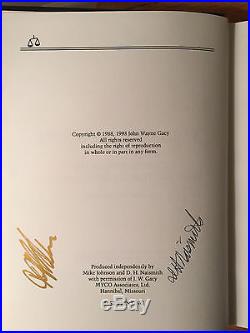 Copyright © 1988, 1998 John Wayne Gacy
All rights reserved
including the right of reproduction
in whole or in part in any form.
Produced independently by
Mike Johnson and D. H. Naismith
with permission of J. W. Gacy
MYCO Associates, Ltd.
Hannibal, Missouri